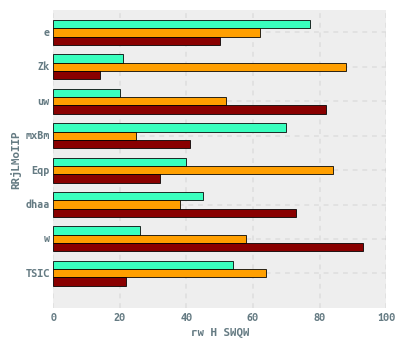 e
Zk
uw
mxBm
Eqp
dhaa
w
TSIC
RRjLMoIIP
0 20 40 60 80 100
rw H SWQW